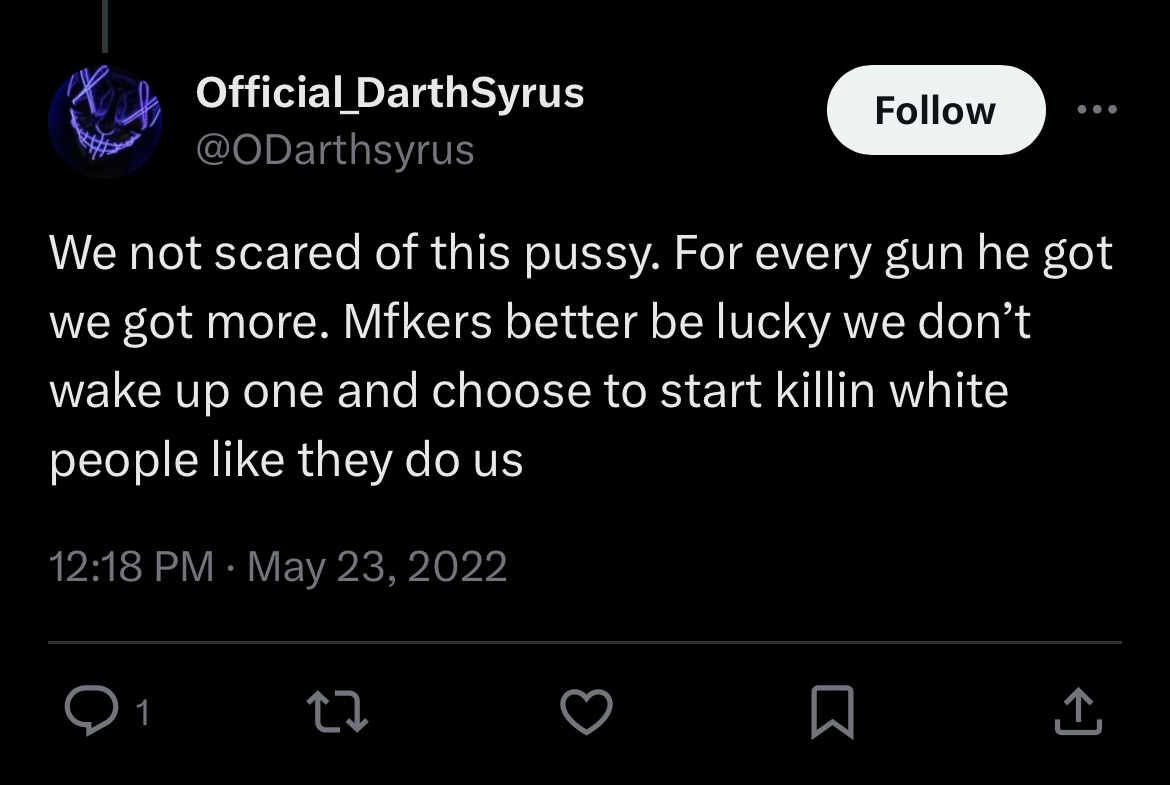 Official_DarthSyrus
@ODarthsyrus
Follow
We not scared of this pussy. For every gun he got
we got more. Mfkers better be lucky we don’t
wake up one and choose to start killin white
people like they do us
12:18 PM · May 23, 2022
1